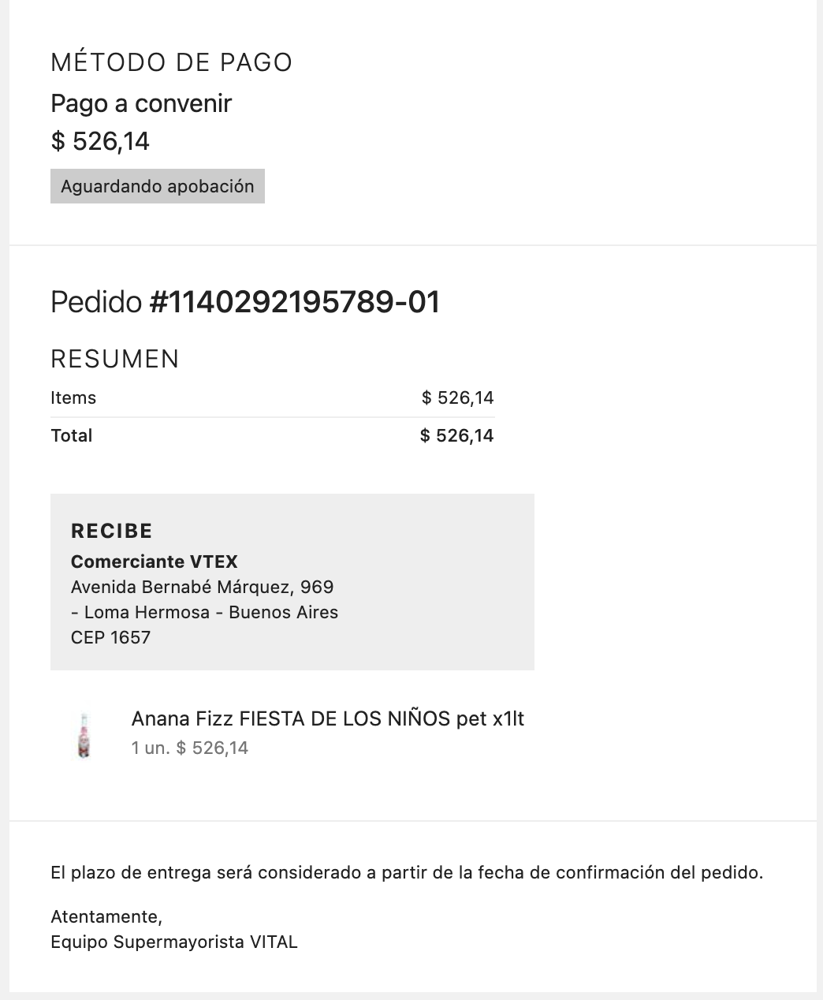 MÉTODO DE PAGO
Pago a convenir
$ 526,14
Aguardando apobación
Pedido #1140292195789-01
RESUMEN
Items $ 526,14
Total $ 526,14
RECIBE
Comerciante VTEX
Avenida Bernabé Márquez, 969
- Loma Hermosa - Buenos Aires
CEP 1657
Anana Fizz FIESTA DE LOS NIÑOS pet x1lt
1 un. $ 526,14
El plazo de entrega será considerado a partir de la fecha de confirmación del pedido.
Atentamente,
Equipo Supermayorista VITAL